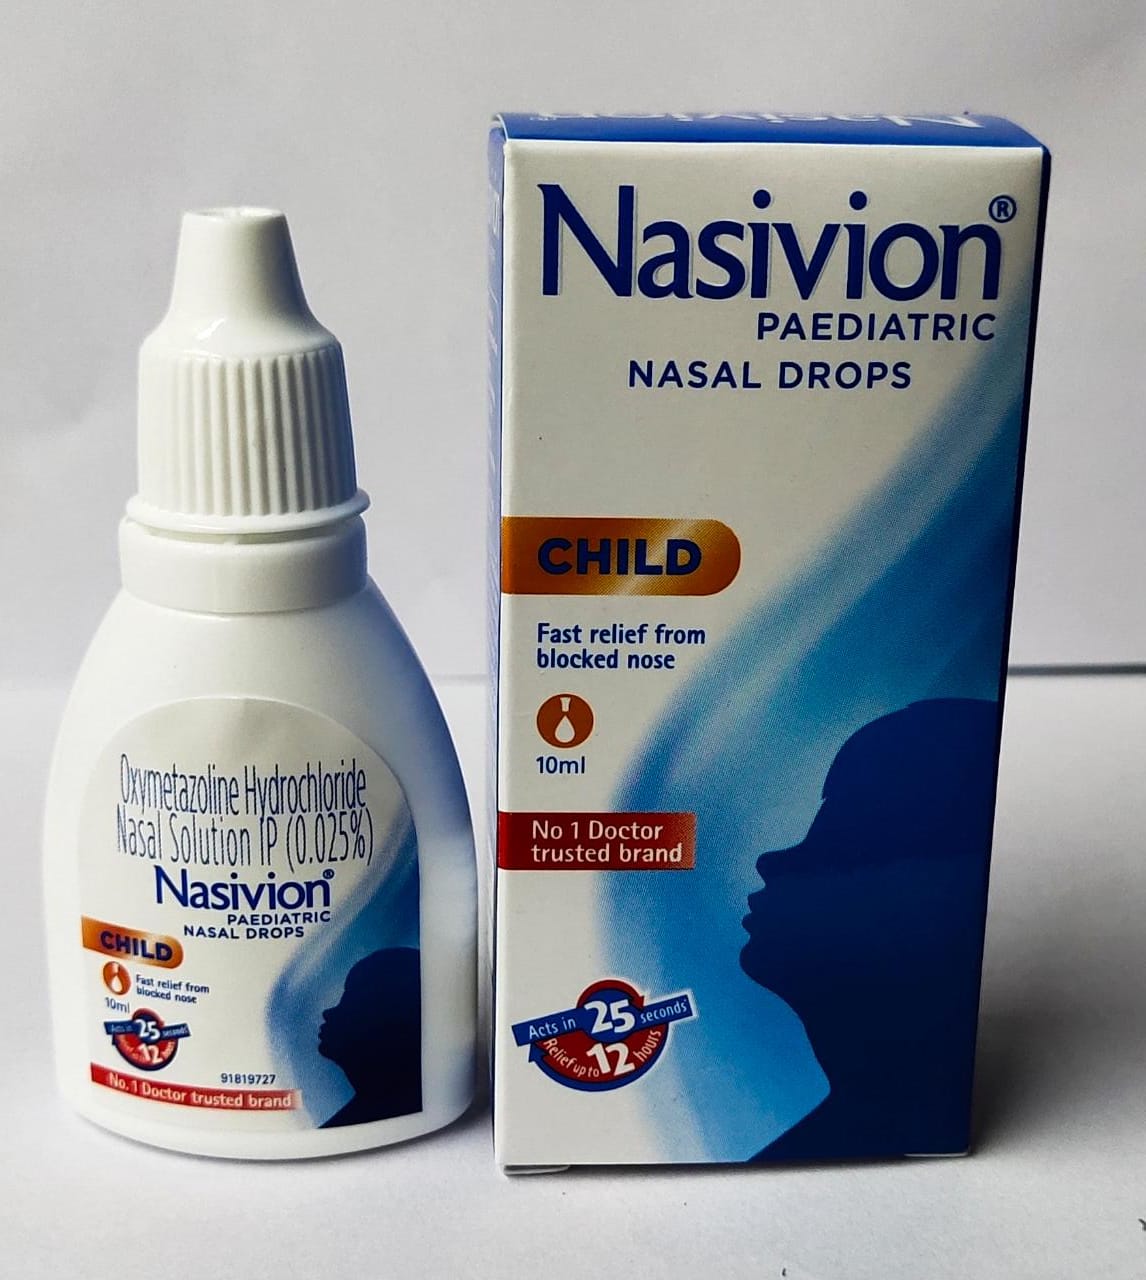 Nasivion®
PAEDIATRIC
NASAL DROPS
CHILD
Fast relief from
blocked nose
10ml
No 1 Doctor
trusted brand
Acts in 25 seconds
Relief up to 12 hours
Oxymetazoline Hydrochloride
Nasal Solution IP (0.025%)
Nasivion®
PAEDIATRIC
NASAL DROPS
CHILD
Fast relief from
blocked nose
10ml
Acts in 25 seconds
12
91819727
No. 1 Doctor trusted brand